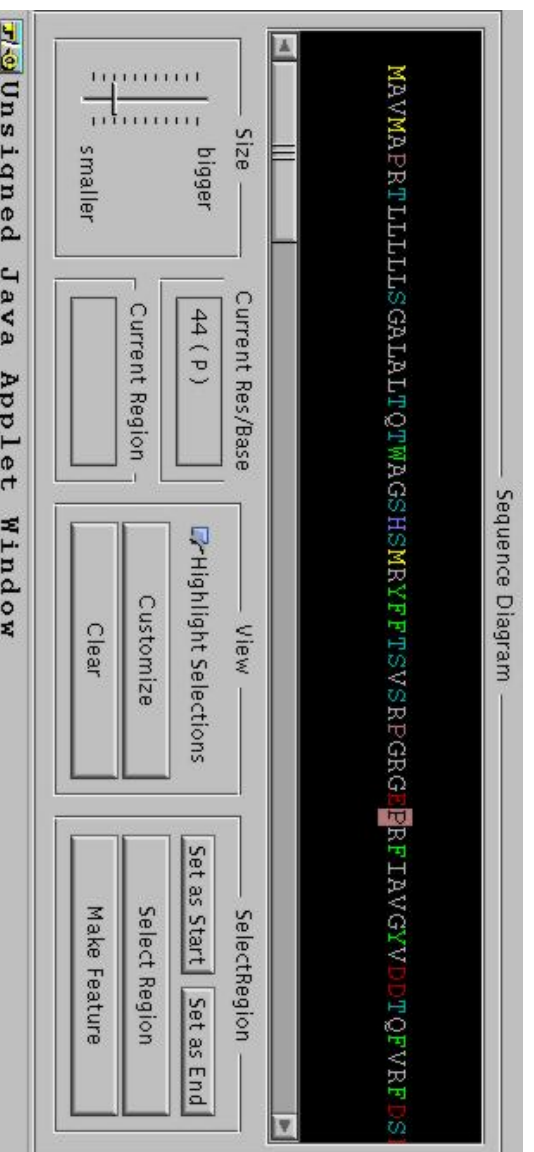 Sequence Diagram
MAVMAPRTLLLLLSGALALTQTWAGSHSMRYFFTSVSRPGRGEPRFIAVGYVDDTQFVRFDS
Size
bigger
smaller
Current Res/Base
44 ( P )
Current Region
View
Highlight Selections
Customize
Clear
SelectRegion
Set as Start Set as End
Select Region
Make Feature
Unsigned Java Applet Window